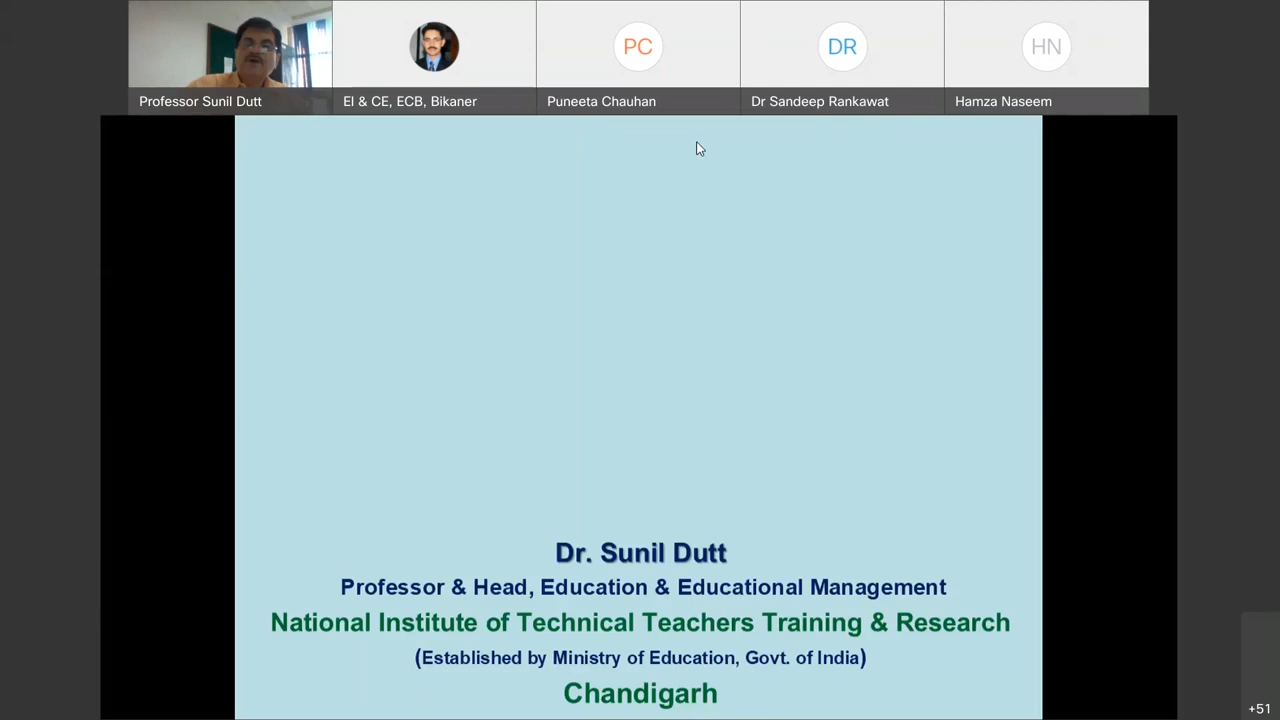 PC
DR
HN
Professor Sunil Dutt
EI & CE, ECB, Bikaner
Puneeta Chauhan
Dr Sandeep Rankawat
Hamza Naseem
Dr. Sunil Dutt
Professor & Head, Education & Educational Management
National Institute of Technical Teachers Training & Research
(Established by Ministry of Education, Govt. of India)
Chandigarh
+51